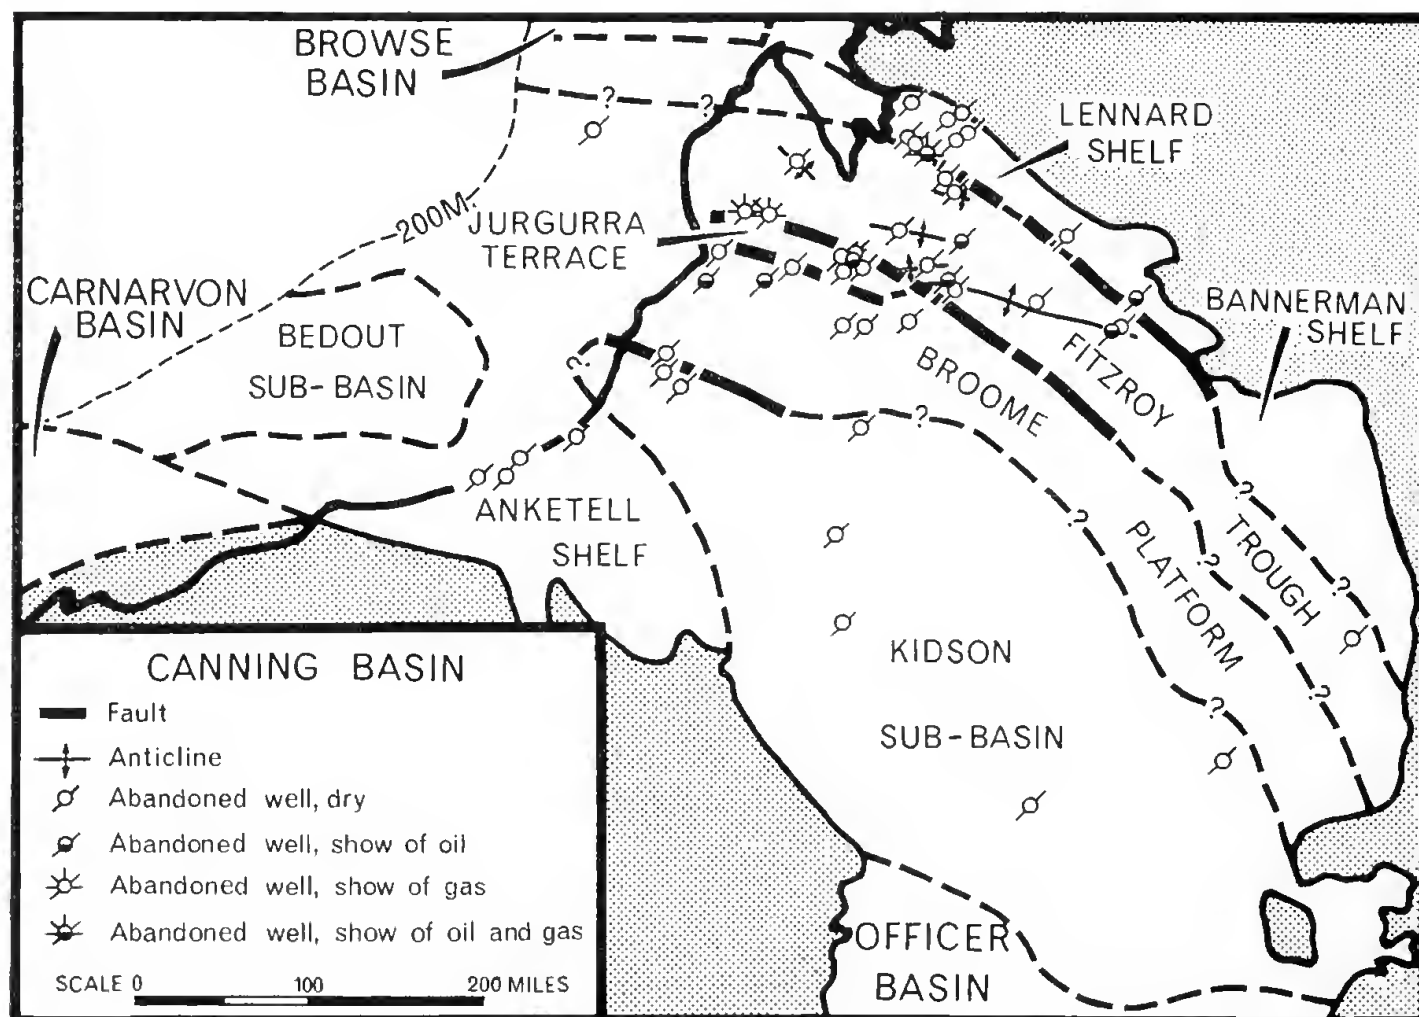 BROWSE
BASIN
LENNARD
SHELF
200M.
JURGURRA
TERRACE
CARNARVON
BASIN
BEDOUT
SUB-BASIN
BANNERMAN
SHELF
FITZROY
TROUGH
BROOME
PLATFORM
ANKETELL
SHELF
KIDSON
SUB-BASIN
OFFICER
BASIN
?
?
?
?
?
?
?
?
?
?
?
CANNING BASIN
Fault
Anticline
Abandoned well, dry
Abandoned well, show of oil
Abandoned well, show of gas
Abandoned well, show of oil and gas
SCALE 0 100 200 MILES